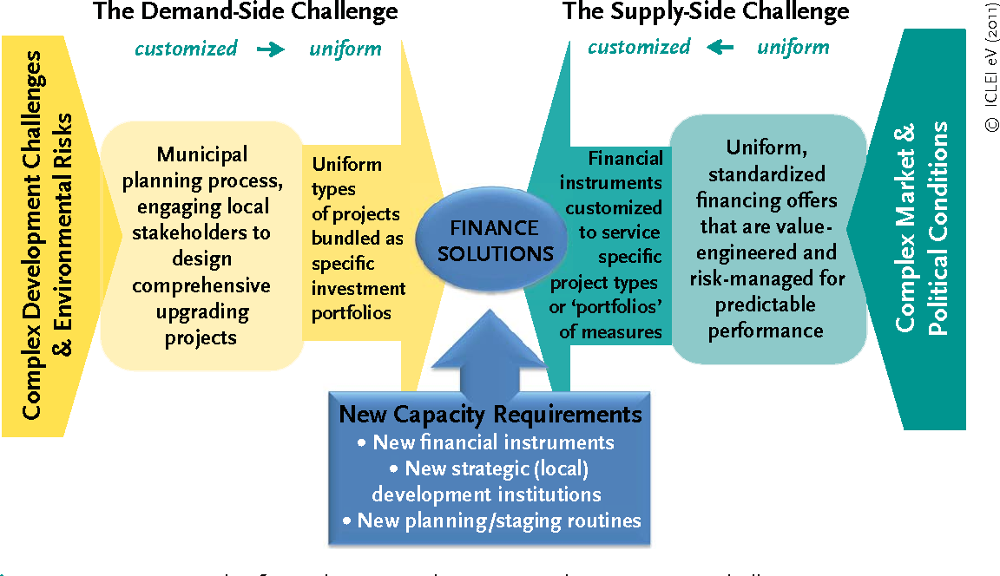 The Demand-Side Challenge
customized → uniform
Complex Development Challenges
& Environmental Risks
Municipal
planning process,
engaging local
stakeholders to
design
comprehensive
upgrading
projects
Uniform
types
of projects
bundled as
specific
investment
portfolios
FINANCE
SOLUTIONS
The Supply-Side Challenge
customized ← uniform
Financial
instruments
customized
to service
specific
project types
or ‘portfolios’
of measures
Uniform,
standardized
financing offers
that are value-
engineered and
risk-managed for
predictable
performance
Complex Market &
Political Conditions
© ICLEI eV (2011)
New Capacity Requirements
• New financial instruments
• New strategic (local)
development institutions
• New planning/staging routines